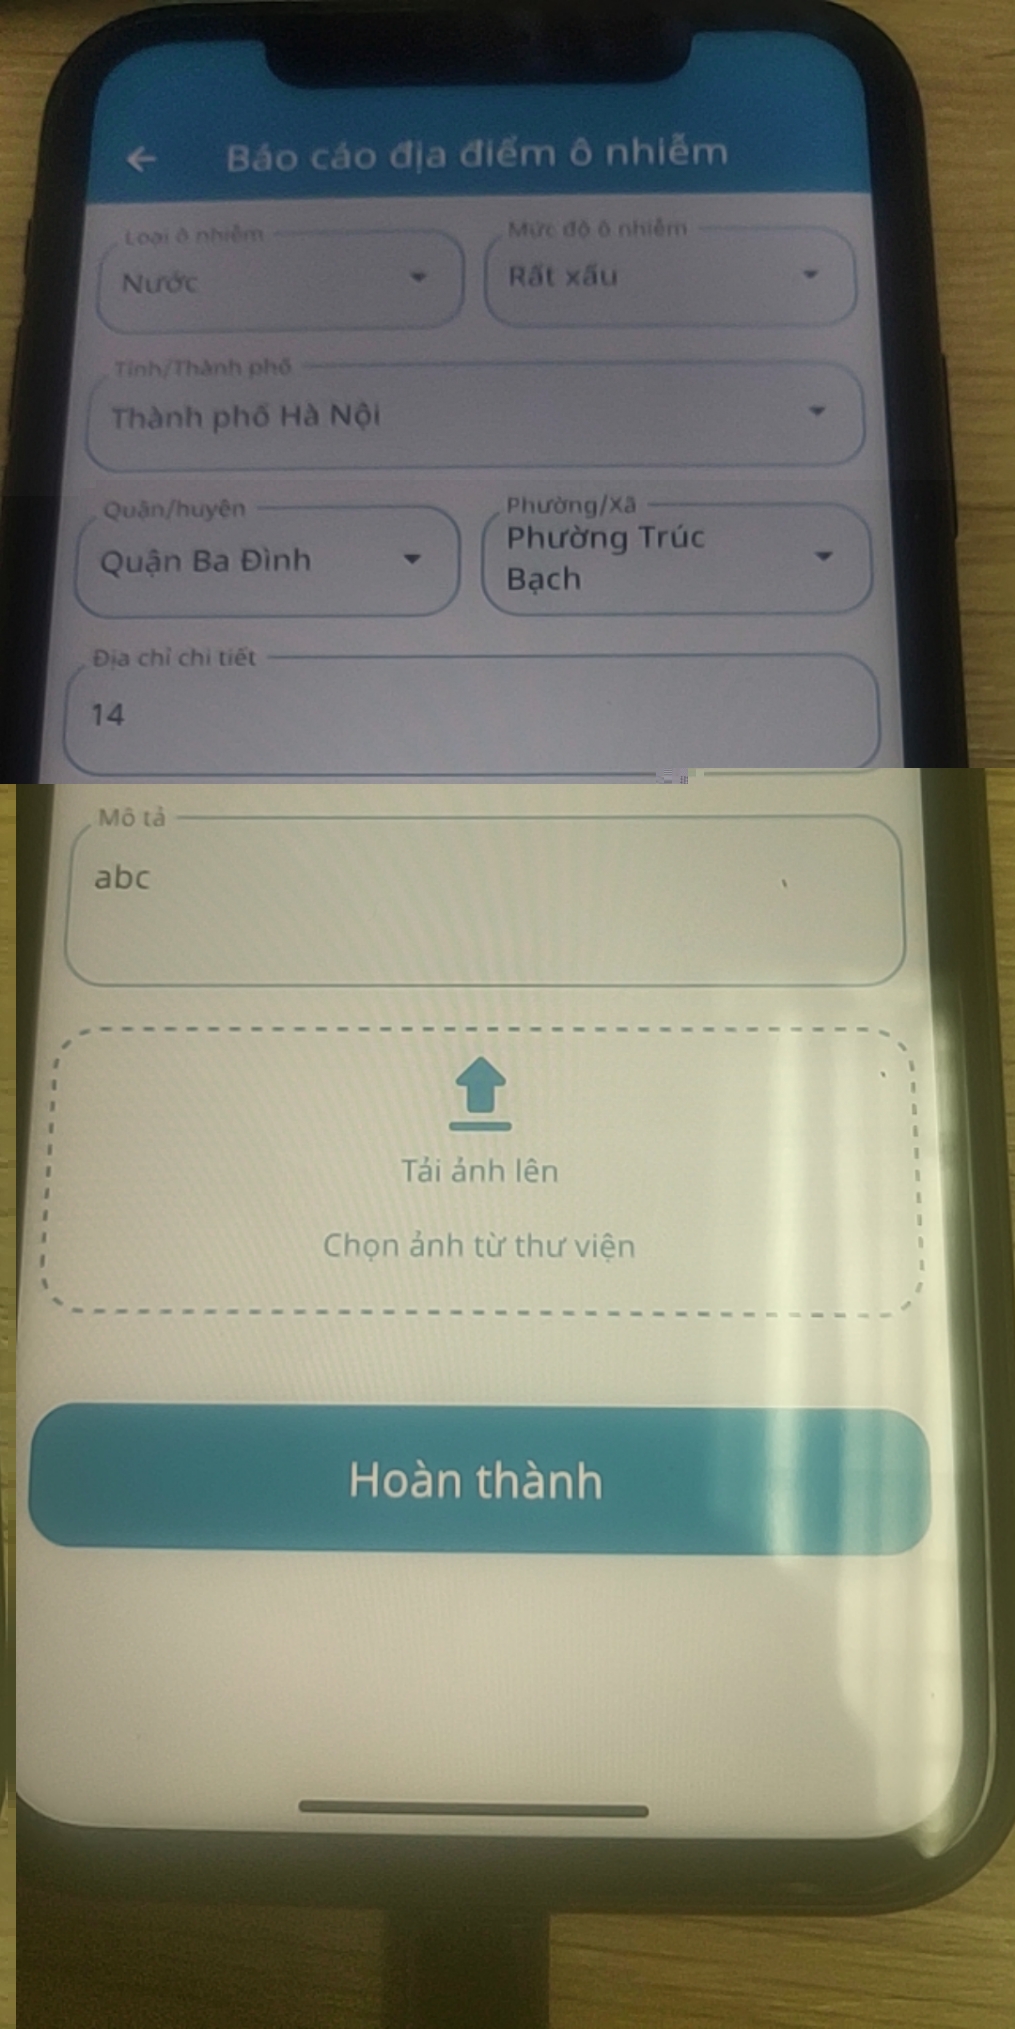 Báo cáo địa điểm ô nhiễm
Loại ô nhiễm
Mức độ ô nhiễm
Nước
Rất xấu
Tỉnh/Thành phố
Thành phố Hà Nội
Quận/huyện
Phường/Xã
Quận Ba Đình
Phường Trúc
Bạch
Địa chỉ chi tiết
14
Mô tả
abc
Tải ảnh lên
Chọn ảnh từ thư viện
Hoàn thành